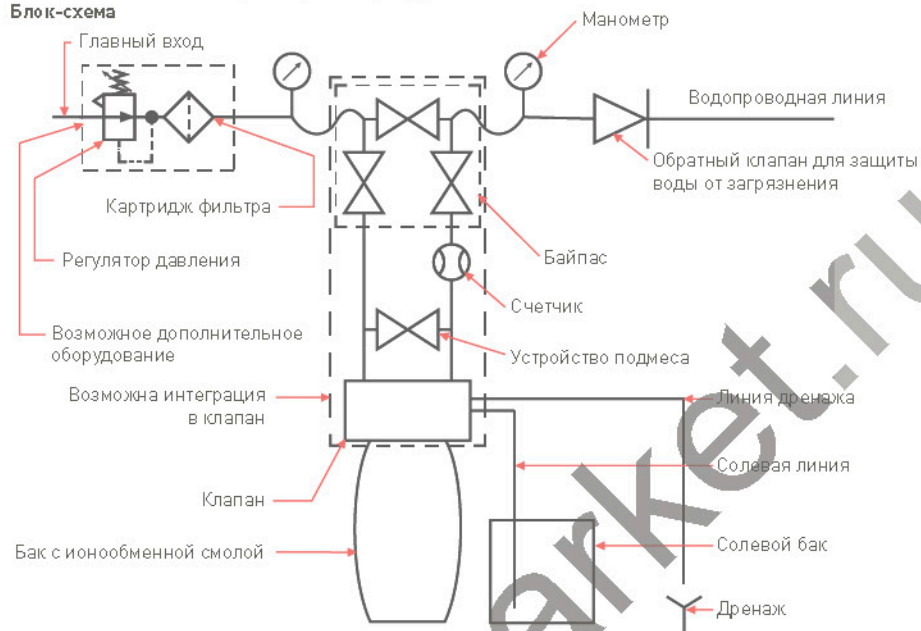 Блок-схема
Главный вход
Манометр
Водопроводная линия
Обратный клапан для защиты
воды от загрязнения
Картридж фильтра
Регулятор давления
Байпас
Счетчик
Возможное дополнительное
оборудование
Устройство подмеса
Возможна интеграция
в клапан
Линия дренажа
Солевая линия
Клапан
Бак с ионообменной смолой
Солевой бак
Дренаж
arket.ru